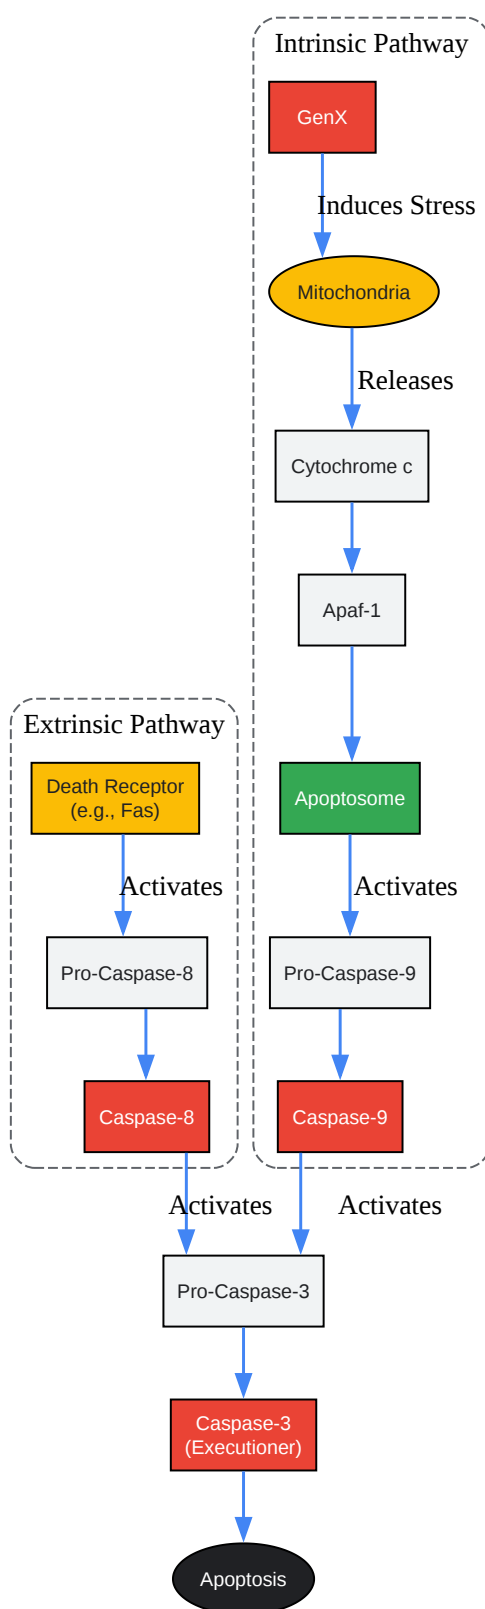 Intrinsic Pathway
GenX
Induces Stress
Mitochondria
Releases
Cytochrome c
Apaf-1
Extrinsic Pathway
Death Receptor
(e.g., Fas)
Apoptosome
Activates
Activates
Pro-Caspase-8
Pro-Caspase-9
Caspase-8
Caspase-9
Activates
Activates
Pro-Caspase-3
Caspase-3
(Executioner)
Apoptosis